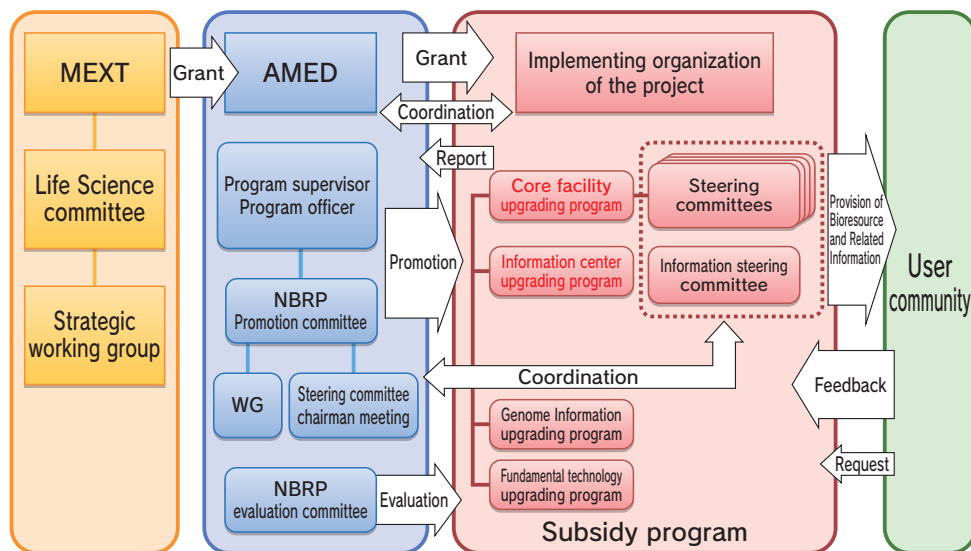 MEXT
Life Science
committee
Strategic
working group
Grant
AMED
Program supervisor
Program officer
NBRP
Promotion committee
WG
Steering committee
chairman meeting
NBRP
evaluation committee
Grant
Coordination
Report
Promotion
Coordination
Evaluation
Implementing organization
of the project
Core facility
upgrading program
Steering
committees
Information center
upgrading program
Information steering
committee
Genome Information
upgrading program
Fundamental technology
upgrading program
Subsidy program
Provision of
Bioresource
and Related
Information
Feedback
Request
User
community